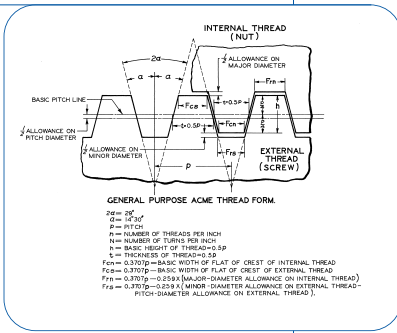 INTERNAL THREAD
(NUT)
2α
½ ALLOWANCE ON
MAJOR DIAMETER
α
α
Frn
BASIC PITCH LINE
Fcs
t=0.5p
h
½ ALLOWANCE ON
PITCH DIAMETER
t=0.5p
Fcn
½ ALLOWANCE ON
MINOR DIAMETER
Frs
EXTERNAL
THREAD
(SCREW)
P
GENERAL PURPOSE ACME THREAD FORM.
2α = 29°
α = 14°30'
P = PITCH
n = NUMBER OF THREADS PER INCH
N = NUMBER OF TURNS PER INCH
h = BASIC HEIGHT OF THREAD=0.5p
t = THICKNESS OF THREAD=0.5p
Fcn = 0.3707p—BASIC WIDTH OF FLAT OF CREST OF INTERNAL THREAD
Fcs = 0.3707p—BASIC WIDTH OF FLAT OF CREST OF EXTERNAL THREAD
Frn = 0.3707p—0.259X(MAJOR-DIAMETER ALLOWANCE ON INTERNAL THREAD)
Frs = 0.3707p—0.259X(MINOR-DIAMETER ALLOWANCE ON EXTERNAL THREAD—
PITCH-DIAMETER ALLOWANCE ON EXTERNAL THREAD).